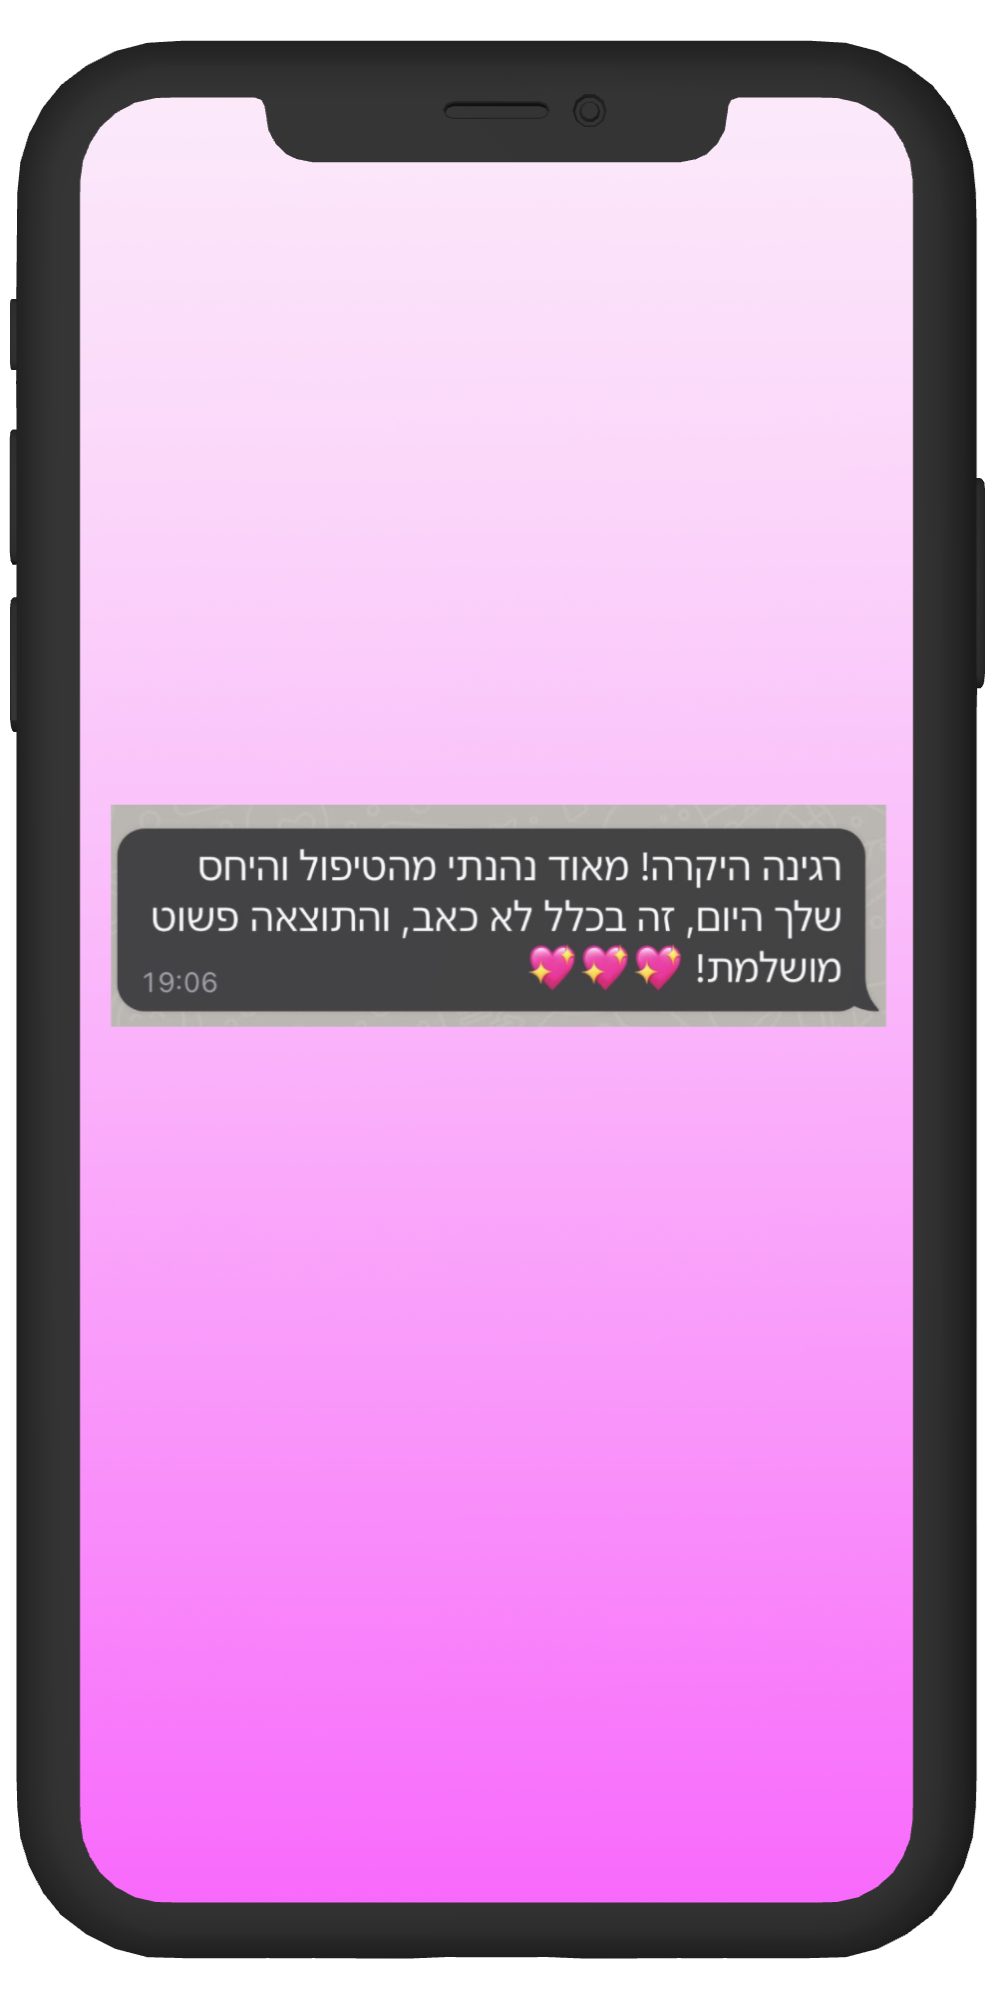 רגינה היקרה! מאוד נהנתי מהטיפול והיחס
שלך היום, זה בכלל לא כאב, והתוצאה פשוט
מושלמת! 💖💖💖
19:06